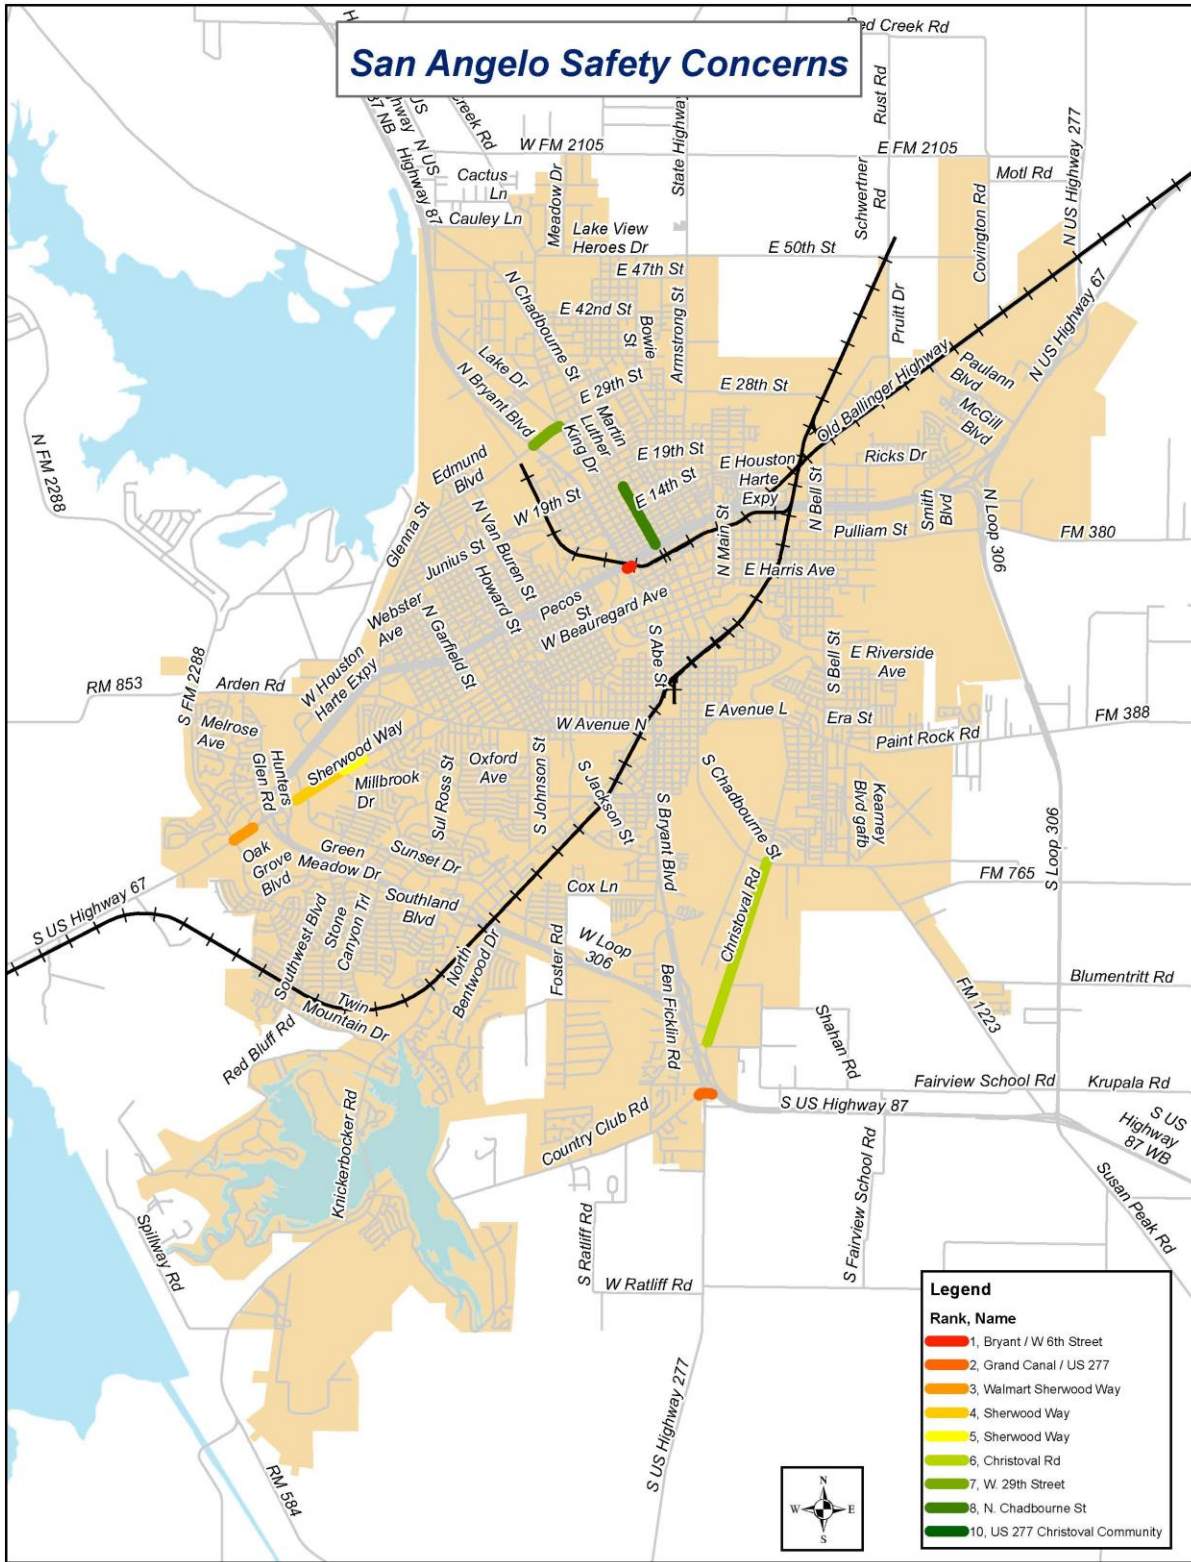 San Angelo Safety Concerns
Red Creek Rd
Rust Rd
State Highway
Creek Rd
87 NB
Highway
N US
Highway 87
W FM 2105
E FM 2105
N US Highway 277
Motl Rd
Cactus
Ln
Cauley Ln
Meadow Dr
Schwertner
Rd
Covington Rd
Lake View
Heroes Dr
E 50th St
E 47th St
N Chadbourne St
E 42nd St
Bowie
St
Armstrong St
Pruitt Dr
N US Highway 67
Lake Dr
N Bryant Blvd
E 29th St
E 28th St
Old Ballinger Highway
Paulann
Blvd
McGill
Blvd
Martin
Luther
King Dr
E 19th St
E 14th St
E Houston
Harte
Expy
Ricks Dr
N FM 2288
Edmund
Blvd
W 19th St
N Van Buren St
Glenna St
N Main St
N Bell St
Smith
Blvd
N Loop 306
Pulliam St
FM 380
Junius St
Howard St
E Harris Ave
Webster
Ave
N Garfield St
Pecos
St
W Beauregard Ave
W Houston
Harte Expy
S Abe St
S Bell St
E Riverside
Ave
RM 853
Arden Rd
S FM 2288
Melrose
Ave
W Avenue N
E Avenue L
Era St
Paint Rock Rd
FM 388
Hunters
Glen Rd
Sherwood Way
Millbrook
Dr
Oxford
Ave
Sul Ross St
S Johnson St
S Jackson St
S Bryant Blvd
S Chadbourne St
Kearney
Blvd gafb
S Loop 306
Oak
Grove
Blvd
Green
Meadow Dr
Sunset Dr
Southland
Blvd
Cox Ln
Christoval Rd
FM 765
S US Highway 67
Southwest Blvd
Stone
Canyon Trl
North
Bentwood Dr
Foster Rd
W Loop
306
Ben Ficklin Rd
FM 1223
Blumentritt Rd
Twin
Mountain Dr
Red Bluff Rd
Shahan Rd
Fairview School Rd
Krupala Rd
S US Highway 87
S US
Highway
87 WB
Knickerbocker Rd
Country Club Rd
S Fairview School Rd
Susan Peak Rd
Spillway Rd
S Ratliff Rd
W Ratliff Rd
S US Highway 277
RM 584
Legend
Rank, Name
1, Bryant / W 6th Street
2, Grand Canal / US 277
3, Walmart Sherwood Way
4, Sherwood Way
5, Sherwood Way
6, Christoval Rd
7, W. 29th Street
8, N. Chadbourne St
10, US 277 Christoval Community
N
W E
S